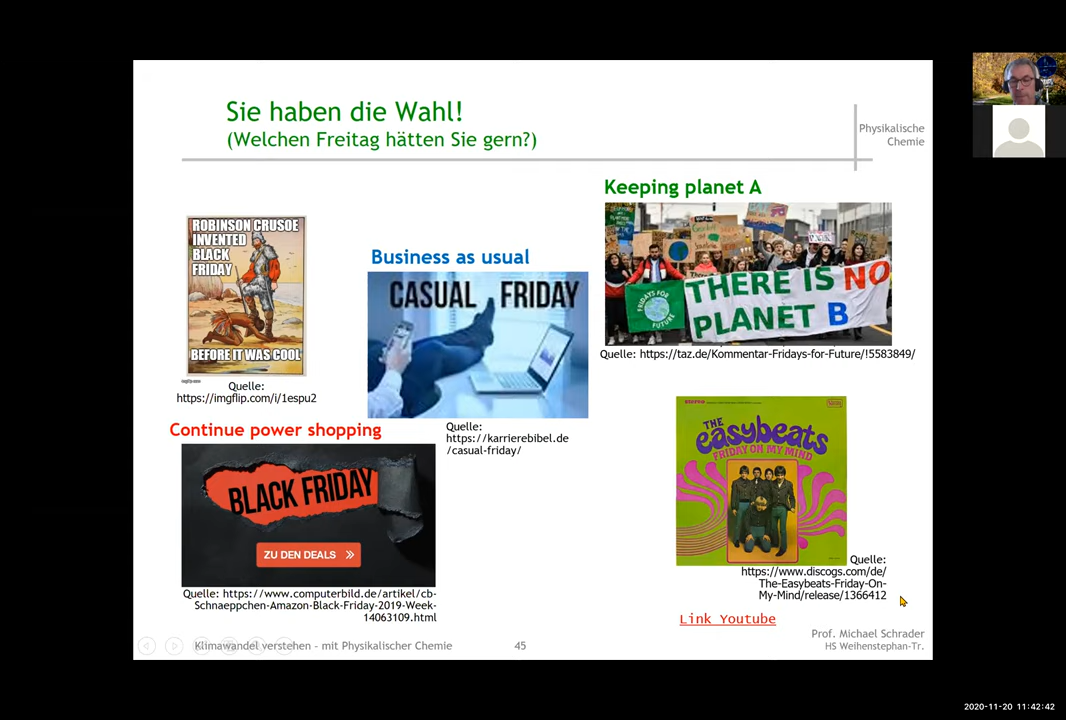 Sie haben die Wahl!
(Welchen Freitag hätten Sie gern?)
Physikalische
Chemie
ROBINSON CRUSOE
INVENTED
BLACK
FRIDAY
BEFORE IT WAS COOL
Quelle:
https://imgflip.com/i/1espu2
Business as usual
CASUAL FRIDAY
Quelle:
https://karrierebibel.de
/casual-friday/
Keeping planet A
THERE IS NO
PLANET B
FRIDAYS FOR
FUTURE
Quelle: https://taz.de/Kommentar-Fridays-for-Future/!5583849/
Continue power shopping
BLACK FRIDAY
ZU DEN DEALS »
Quelle: https://www.computerbild.de/artikel/cb-
Schnaeppchen-Amazon-Black-Friday-2019-Week-
14063109.html
stereo
THE
easybeats
FRIDAY ON MY MIND
Quelle:
https://www.discogs.com/de/
The-Easybeats-Friday-On-
My-Mind/release/1366412
Link Youtube
Klimawandel verstehen - mit Physikalischer Chemie
45
Prof. Michael Schrader
HS Weihenstephan-Tr.
2020-11-20 11:42:42